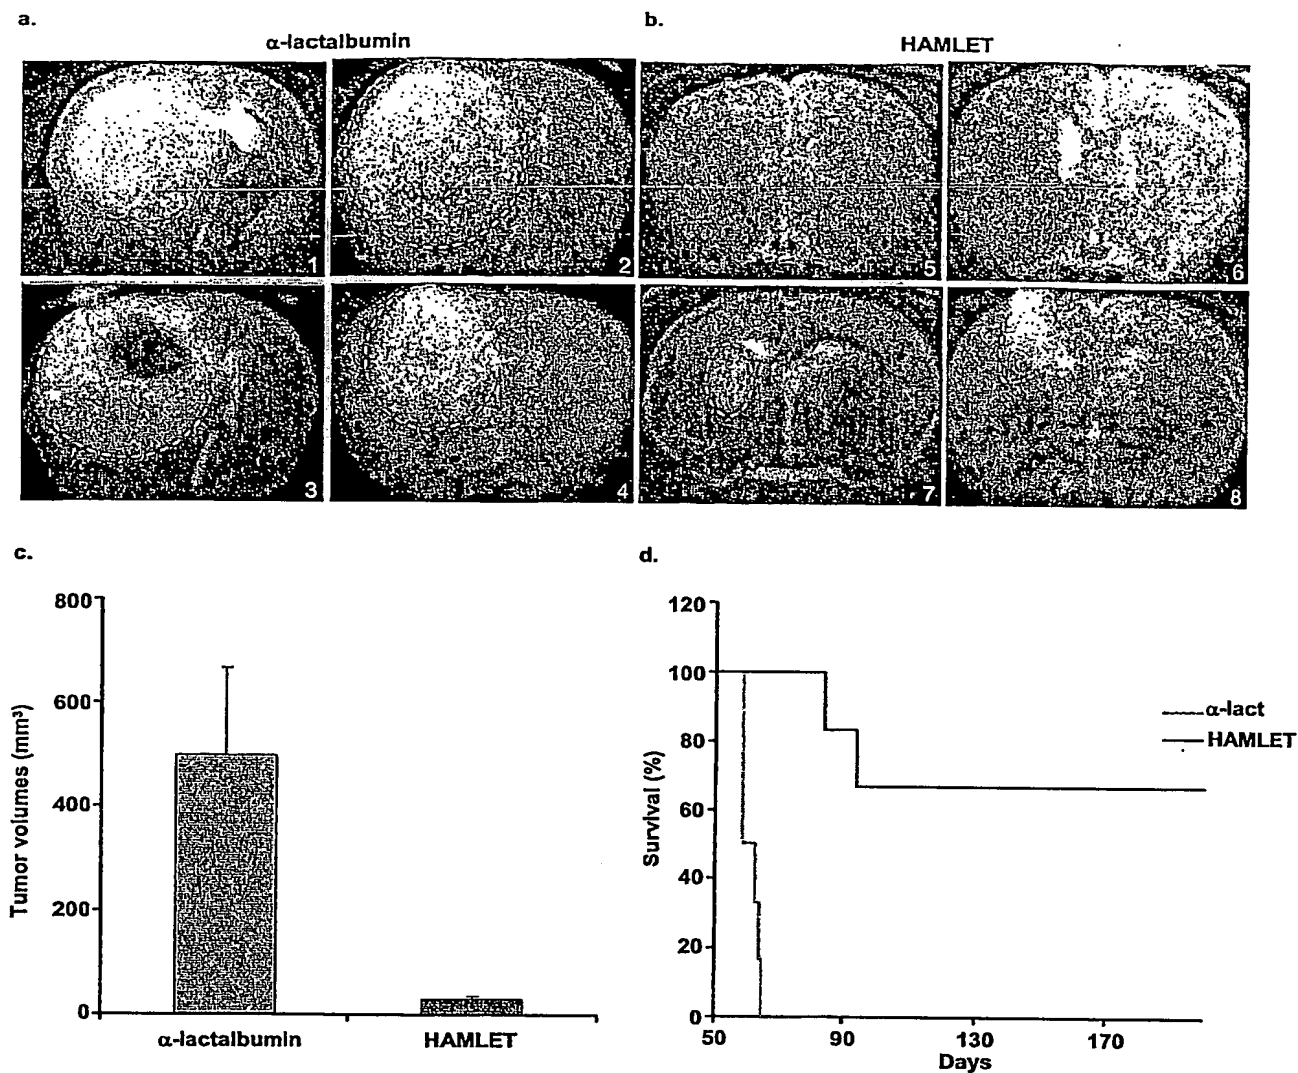 a.
α-lactalbumin
1
2
3
4
b.
HAMLET
5
6
7
8
c.
Tumor volumes (mm³)
800
600
400
200
0
α-lactalbumin
HAMLET
d.
Survival (%)
120
100
80
60
40
20
0
50
90
130
170
Days
α-lact
HAMLET